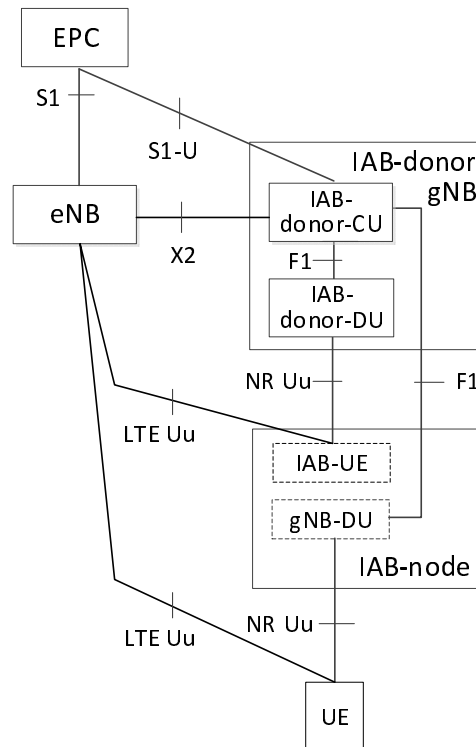 EPC
S1
S1-U
IAB-donor
gNB
IAB-
donor-CU
eNB
X2
F1
IAB-
donor-DU
NR Uu
F1
LTE Uu
IAB-UE
gNB-DU
IAB-node
NR Uu
LTE Uu
UE